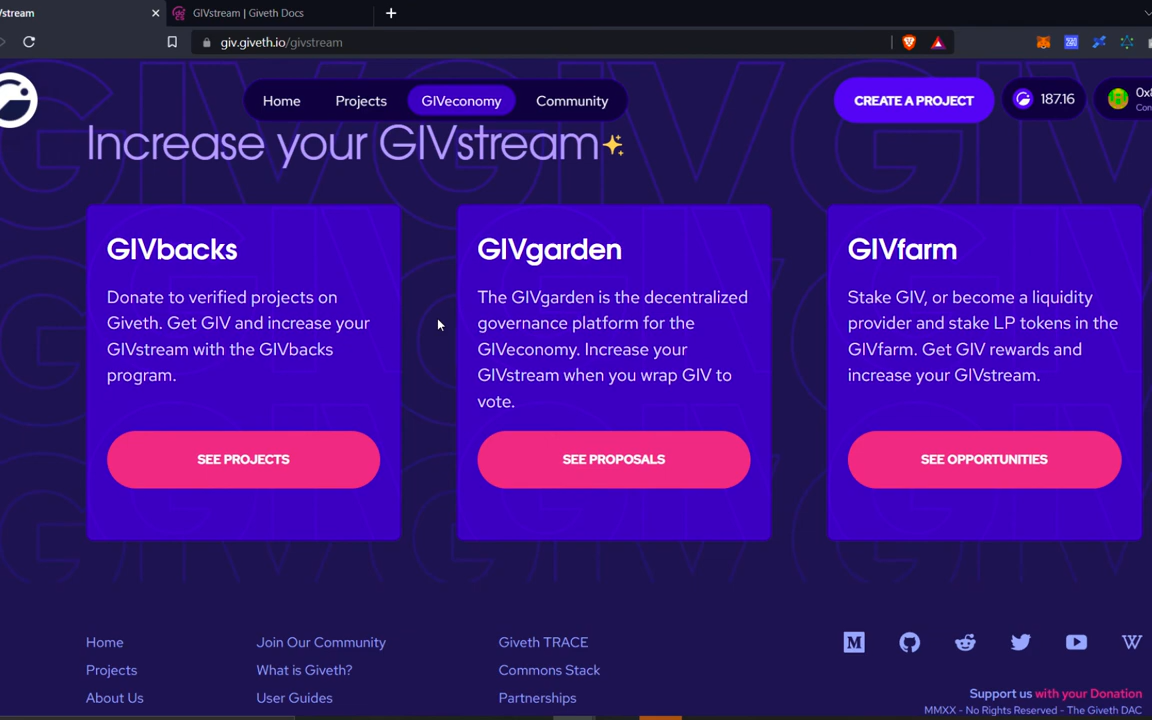 Vstream
GIVstream | Giveth Docs
giv.giveth.io/givstream
Home
Projects
GIVeconomy
Community
CREATE A PROJECT
187.16
Increase your GIVstream✨
GIVbacks
Donate to verified projects on
Giveth. Get GIV and increase your
GIVstream with the GIVbacks
program.
SEE PROJECTS
GIVgarden
The GIVgarden is the decentralized
governance platform for the
GIVeconomy. Increase your
GIVstream when you wrap GIV to
vote.
SEE PROPOSALS
GIVfarm
Stake GIV, or become a liquidity
provider and stake LP tokens in the
GIVfarm. Get GIV rewards and
increase your GIVstream.
SEE OPPORTUNITIES
Home
Projects
About Us
Join Our Community
What is Giveth?
User Guides
Giveth TRACE
Commons Stack
Partnerships
Support us with your Donation
MMXX - No Rights Reserved - The Giveth DAC